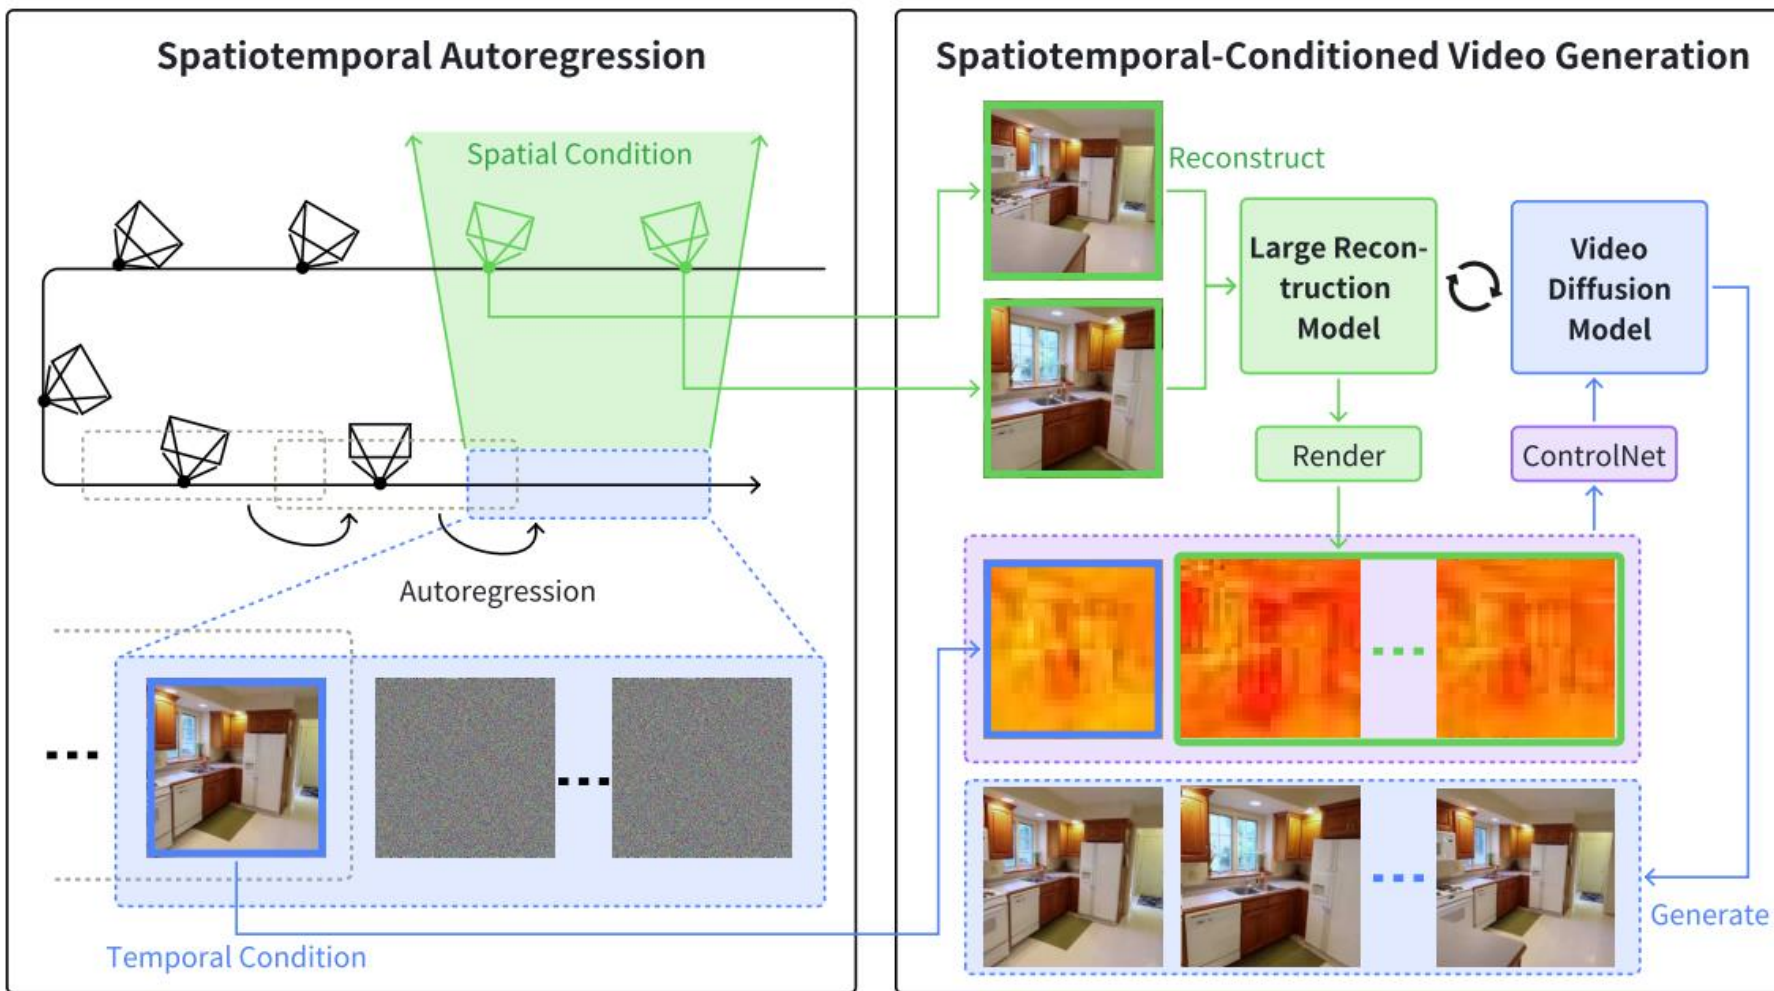 Spatiotemporal Autoregression
Spatial Condition
Autoregression
Temporal Condition
Spatiotemporal-Conditioned Video Generation
Reconstruct
Large Recon-
truction
Model
Video
Diffusion
Model
Render
ControlNet
Generate